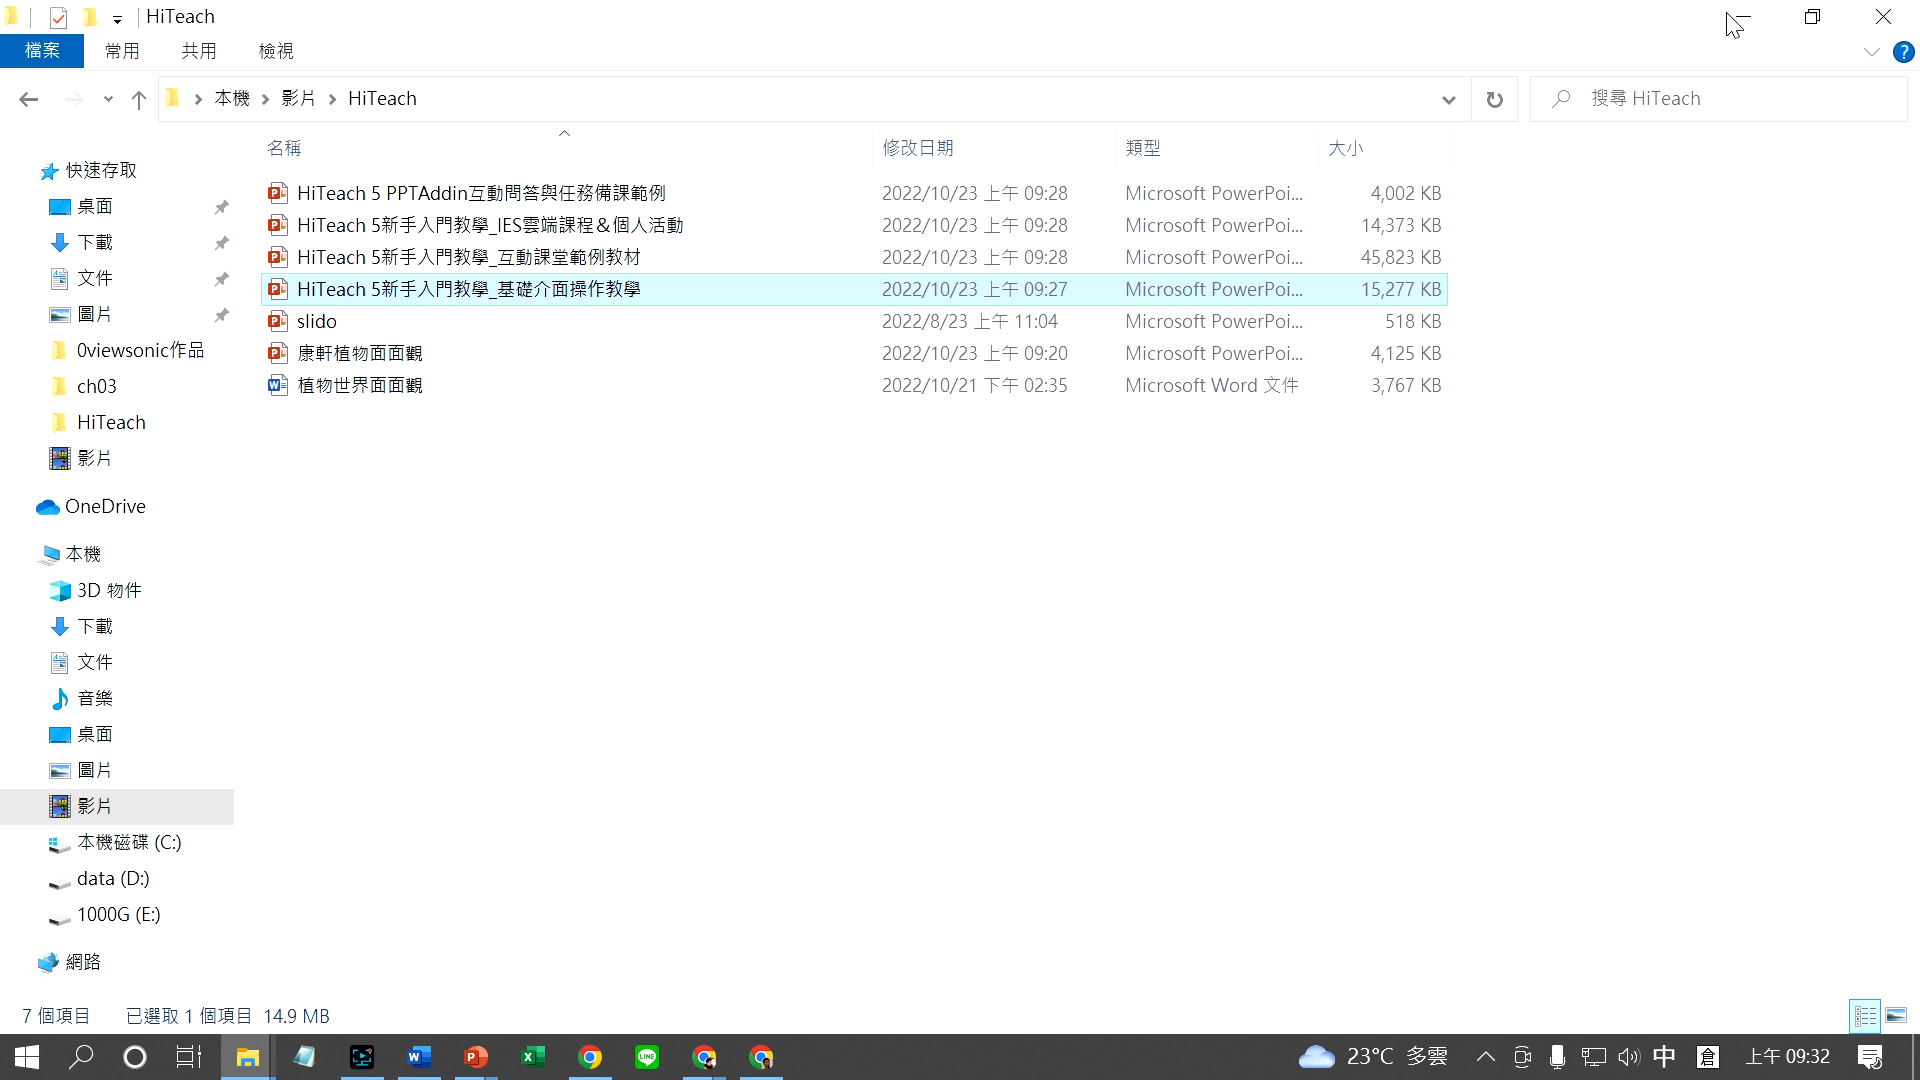 HiTeach
檔案 常用 共用 檢視
本機 影片 HiTeach 搜尋 HiTeach
名稱 修改日期 類型 大小
HiTeach 5 PPTAddin互動問答與任務備課範例 2022/10/23 上午 09:28 Microsoft PowerPoi... 4,002 KB
HiTeach 5新手入門教學_IES雲端課程&個人活動 2022/10/23 上午 09:28 Microsoft PowerPoi... 14,373 KB
HiTeach 5新手入門教學_互動課堂範例教材 2022/10/23 上午 09:28 Microsoft PowerPoi... 45,823 KB
HiTeach 5新手入門教學_基礎介面操作教學 2022/10/23 上午 09:27 Microsoft PowerPoi... 15,277 KB
slido 2022/8/23 上午 11:04 Microsoft PowerPoi... 518 KB
康軒植物面面觀 2022/10/23 上午 09:20 Microsoft PowerPoi... 4,125 KB
植物世界面面觀 2022/10/21 下午 02:35 Microsoft Word 文件 3,767 KB
快速存取
桌面
下載
文件
圖片
0viewsonic作品
ch03
HiTeach
影片
OneDrive
本機
3D 物件
下載
文件
音樂
桌面
圖片
影片
本機磁碟 (C:)
data (D:)
1000G (E:)
網路
7 個項目 已選取 1 個項目 14.9 MB
23°C 多雲 中 倉 上午 09:32